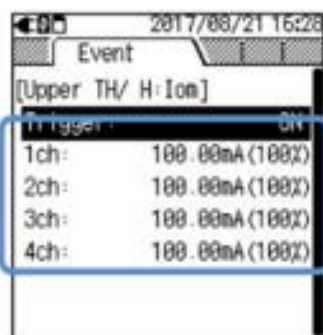 2017/08/21 16:28
Event
[Upper TH/ H:Iom]
Trigger: ON
1ch: 100.00mA(100%)
2ch: 100.00mA(100%)
3ch: 100.00mA(100%)
4ch: 100.00mA(100%)